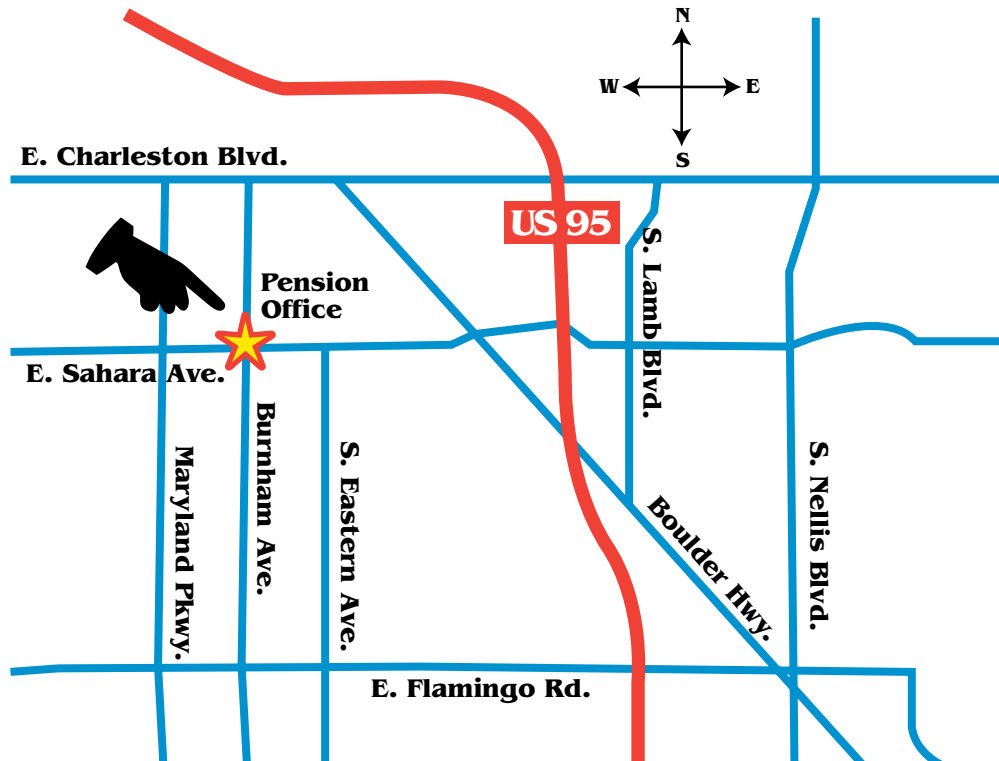 N
W E
S
E. Charleston Blvd.
US 95
S. Lamb Blvd.
Pension
Office
E. Sahara Ave.
Maryland Pkwy.
Burnham Ave.
S. Eastern Ave.
Boulder Hwy.
S. Nellis Blvd.
E. Flamingo Rd.